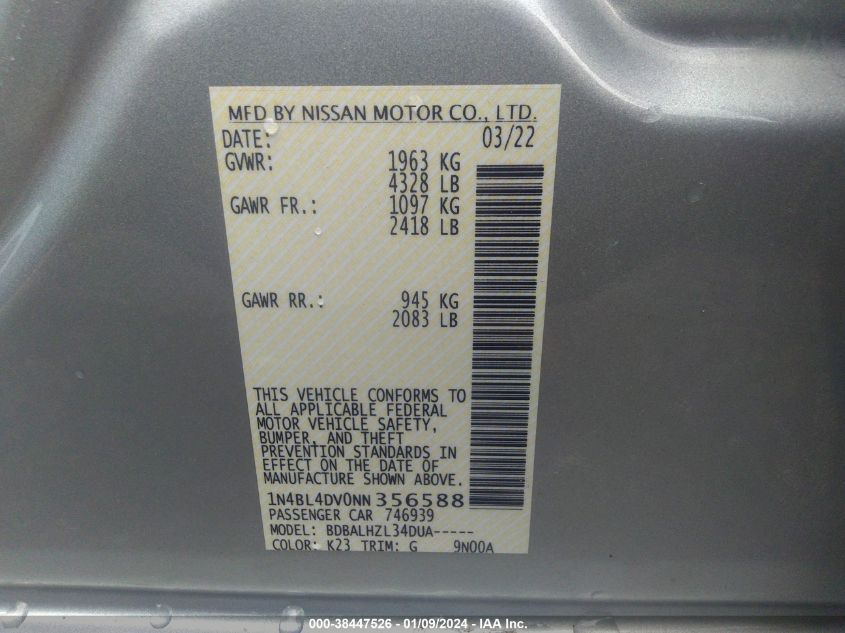 MFD BY NISSAN MOTOR CO., LTD.
DATE: 03/22
GVWR: 1963 KG
4328 LB
GAWR FR.: 1097 KG
2418 LB
GAWR RR.: 945 KG
2083 LB
THIS VEHICLE CONFORMS TO
ALL APPLICABLE FEDERAL
MOTOR VEHICLE SAFETY,
BUMPER, AND THEFT
PREVENTION STANDARDS IN
EFFECT ON THE DATE OF
MANUFACTURE SHOWN ABOVE.
1N4BL4DV0NN356588
PASSENGER CAR 746939
MODEL: BDBALHZL34DUA-----
COLOR: K23 TRIM: G 9N00A
000-38447526 - 01/09/2024 - IAA Inc.